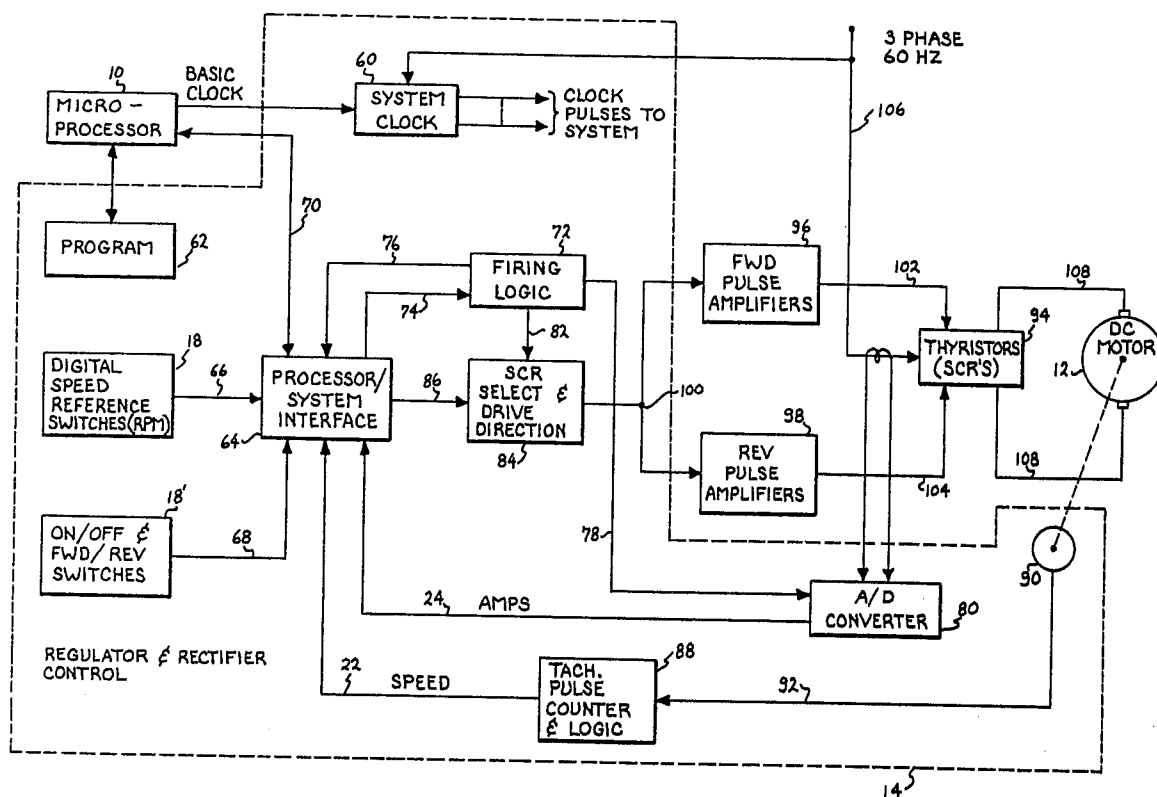 3 PHASE
60 HZ
10
BASIC
CLOCK
60
MICRO-
PROCESSOR
SYSTEM
CLOCK
CLOCK
PULSES TO
SYSTEM
106
70
PROGRAM
62
76
72
FIRING
LOGIC
74
82
96
FWD
PULSE
AMPLIFIERS
102
108
94
THYRISTORS
(SCR'S)
DC
MOTOR
12
18
DIGITAL
SPEED
REFERENCE
SWITCHES(RPM)
66
PROCESSOR/
SYSTEM
INTERFACE
64
86
SCR
SELECT &
DRIVE
DIRECTION
84
100
98
REV
PULSE
AMPLIFIERS
104
108
18'
ON/OFF &
FWD/REV
SWITCHES
68
78
90
24
AMPS
A/D
CONVERTER
80
REGULATOR & RECTIFIER
CONTROL
22
SPEED
88
TACH.
PULSE
COUNTER
& LOGIC
92
14